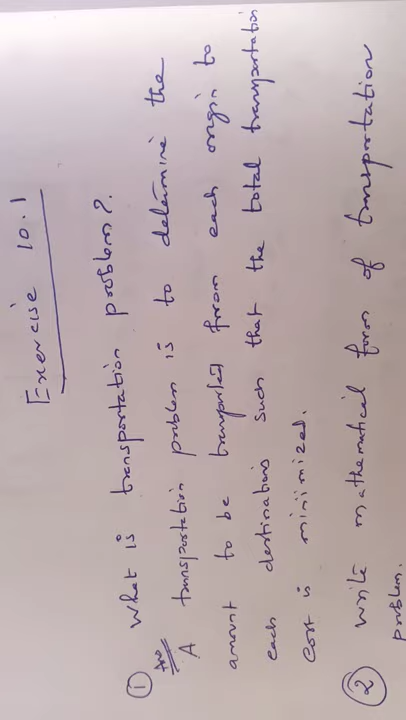 Exercise 10.1
① What is transportation problem?
A transportation problem is to determine the
amount to be transported from each origin to
each destinations such that the total transportation
cost is minimized.
② Write mathematical form of transportation
problem.